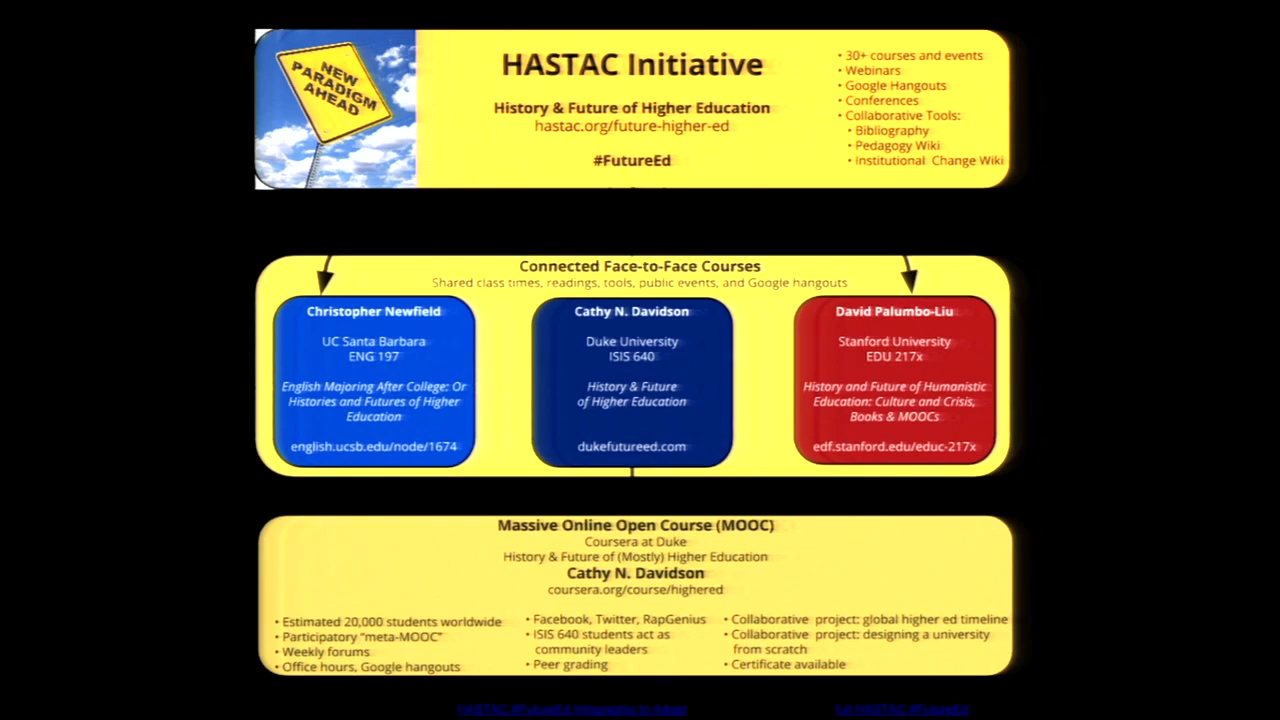 NEW
PARADIGM
AHEAD
HASTAC Initiative
History & Future of Higher Education
hastac.org/future-higher-ed
#FutureEd
• 30+ courses and events
• Webinars
• Google Hangouts
• Conferences
• Collaborative Tools:
• Bibliography
• Pedagogy Wiki
• Institutional Change Wiki
Connected Face-to-Face Courses
Shared class times, readings, tools, public events, and Google hangouts
Christopher Newfield
UC Santa Barbara
ENG 197
English Majoring After College: Or
Histories and Futures of Higher
Education
english.ucsb.edu/node/1674
Cathy N. Davidson
Duke University
ISIS 640
History & Future
of Higher Education
dukefutureed.com
David Palumbo-Liu
Stanford University
EDU 217x
History and Future of Humanistic
Education: Culture and Crisis,
Books & MOOCs
edf.stanford.edu/educ-217x
Massive Online Open Course (MOOC)
Coursera at Duke
History & Future of (Mostly) Higher Education
Cathy N. Davidson
coursera.org/course/highered
• Estimated 20,000 students worldwide
• Participatory “meta-MOOC”
• Weekly forums
• Office hours, Google hangouts
• Facebook, Twitter, RapGenius
• ISIS 640 students act as
community leaders
• Peer grading
• Collaborative project: global higher ed timeline
• Collaborative project: designing a university
from scratch
• Certificate available
HASTAC #FutureEd
HASTAC #FutureEd